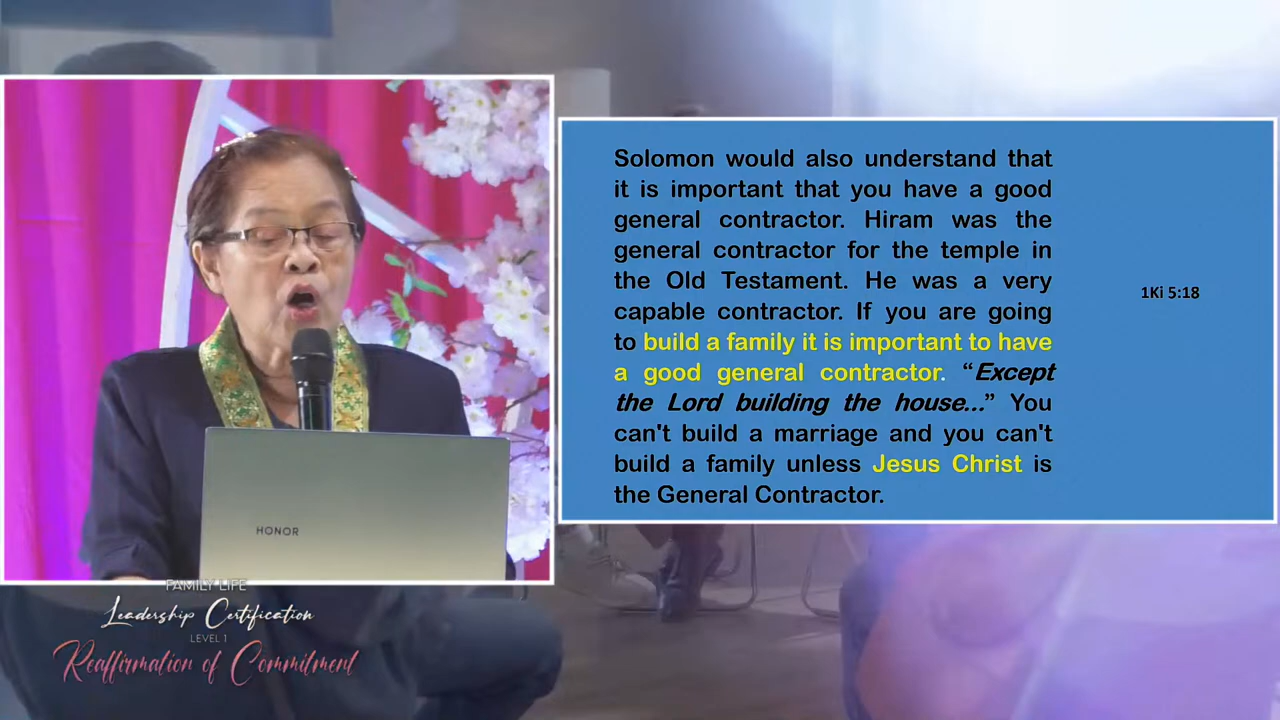 Solomon would also understand that
it is important that you have a good
general contractor. Hiram was the
general contractor for the temple in
the Old Testament. He was a very
capable contractor. If you are going
to build a family it is important to have
a good general contractor. “Except
the Lord building the house...” You
can't build a marriage and you can't
build a family unless Jesus Christ is
the General Contractor.
1Ki 5:18
HONOR
FAMILY LIFE
Leadership Certification
LEVEL 1
Reaffirmation of Commitment